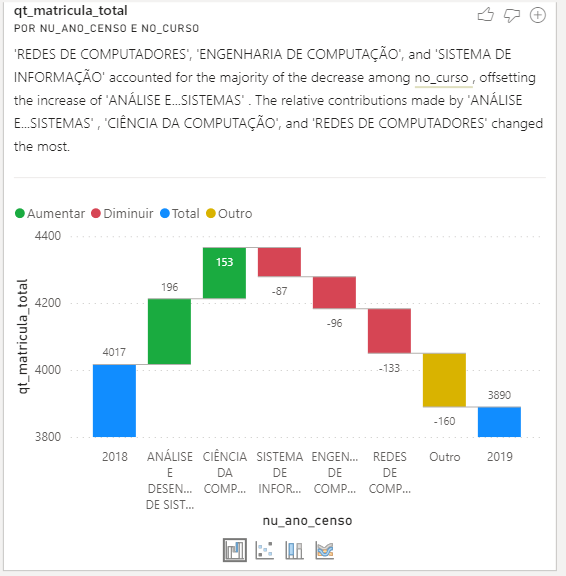 qt_matricula_total
POR NU_ANO_CENSO E NO_CURSO
'REDES DE COMPUTADORES', 'ENGENHARIA DE COMPUTAÇÃO', and 'SISTEMA DE
INFORMAÇÃO' accounted for the majority of the decrease among no_curso , offsetting
the increase of 'ANÁLISE E...SISTEMAS' . The relative contributions made by 'ANÁLISE
E...SISTEMAS' , 'CIÊNCIA DA COMPUTAÇÃO', and 'REDES DE COMPUTADORES' changed
the most.
Aumentar Diminuir Total Outro
4400
4200
4000
3800
qt_matricula_total
4017
196
153
-87
-96
-133
-160
3890
2018
ANÁLISE
E
DESEN...
DE SIST...
CIÊNCIA
DA
COMP...
SISTEMA
DE
INFOR...
ENGEN...
DE
COMP...
REDES
DE
COMP...
Outro
2019
nu_ano_censo